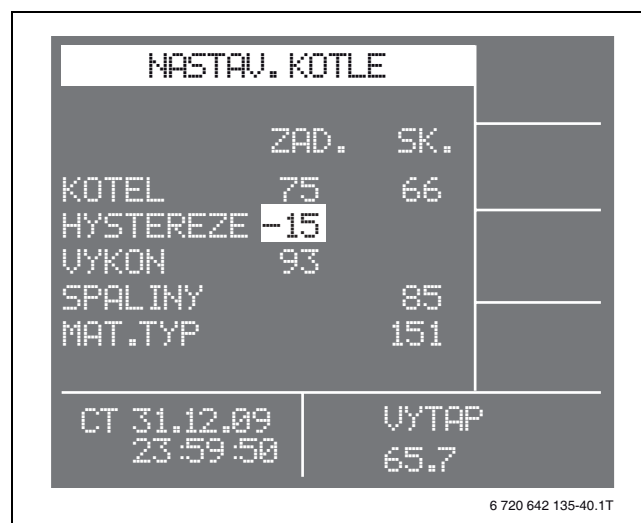 NASTAV. KOTLE
ZAD. SK.
KOTEL 75 66
HYSTEREZE -15
VYKON 93
SPALINY 85
MAT.TYP 151
CT 31.12.09 VYTAP
23:59:50 65.7
6 720 642 135-40.1T